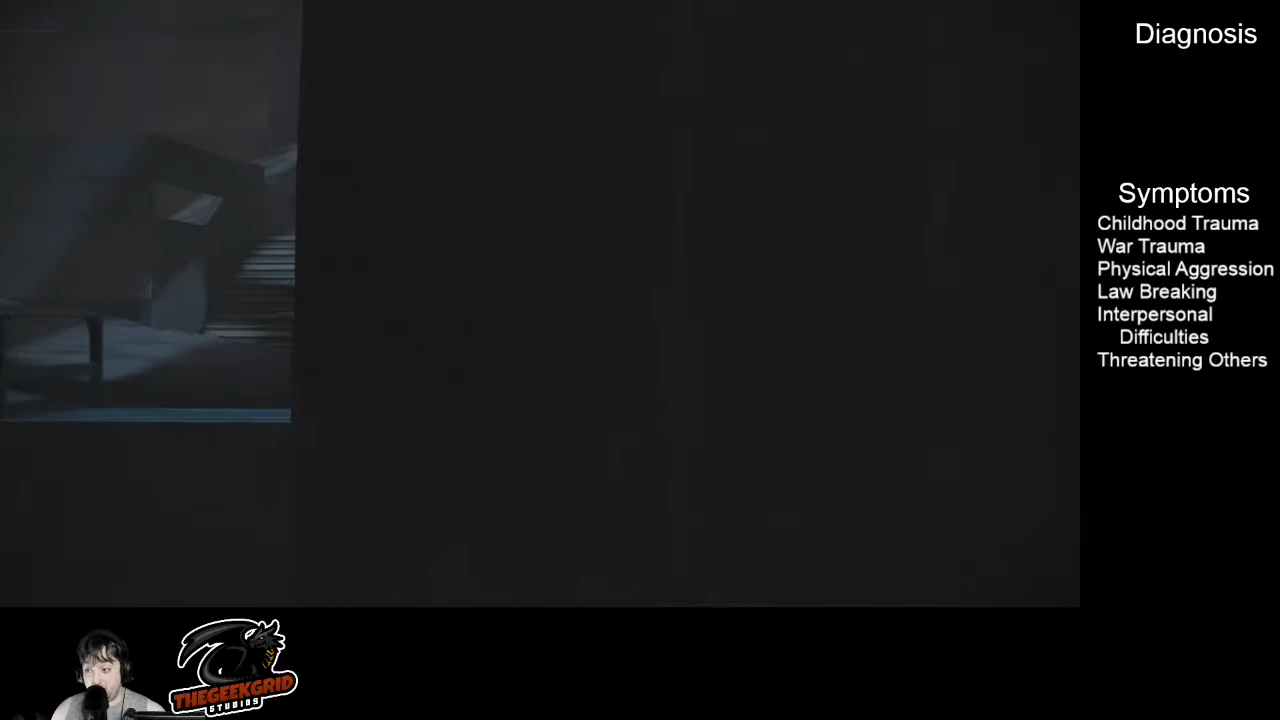 Diagnosis
Symptoms
Childhood Trauma
War Trauma
Physical Aggression
Law Breaking
Interpersonal
Difficulties
Threatening Others
THEGEEKGRID
STUDIOS